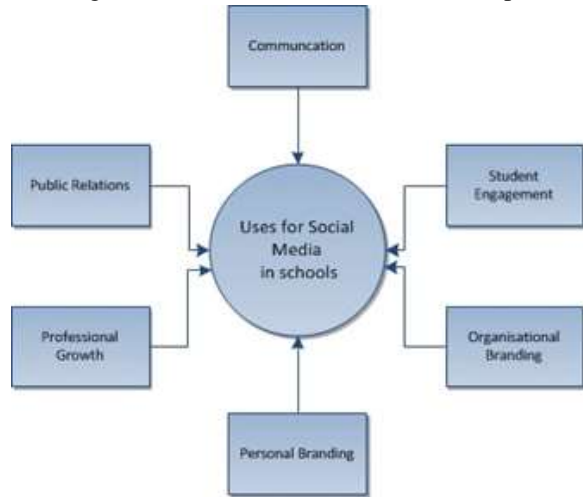 Communcation
Public Relations
Student
Engagement
Uses for Social
Media
in schools
Professional
Growth
Organisational
Branding
Personal Branding